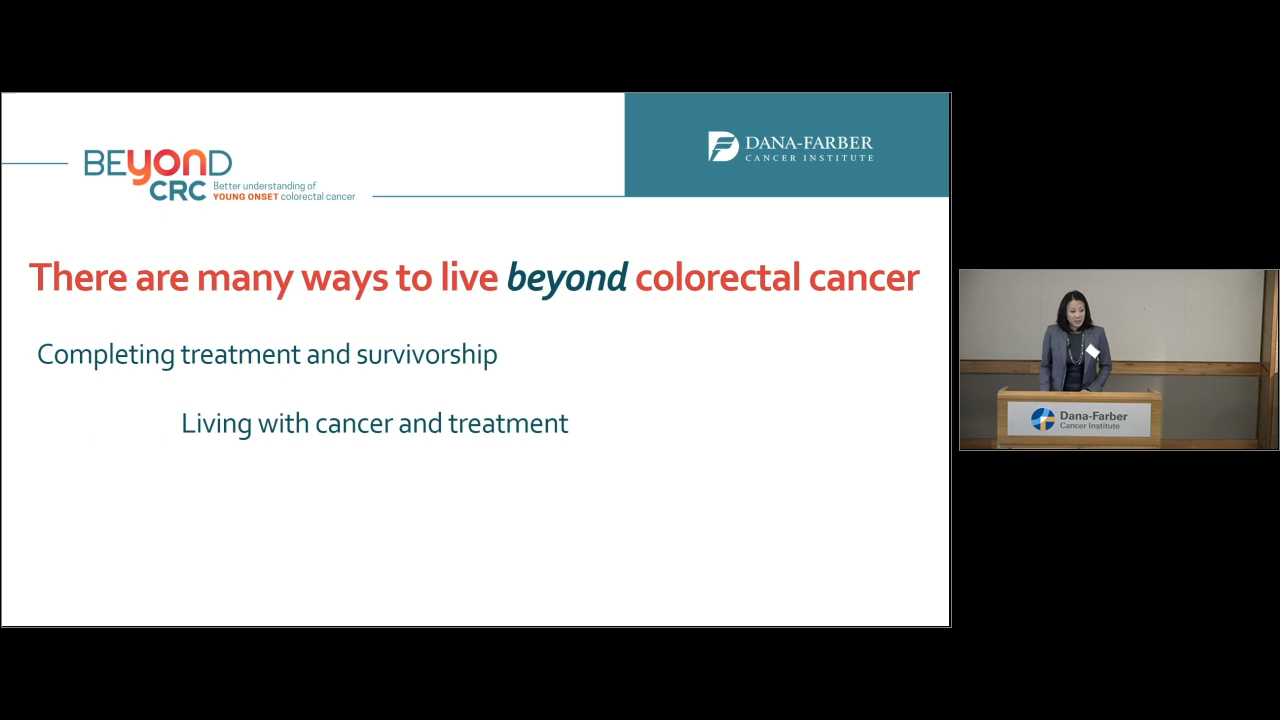 BEYOND
CRC
Better understanding of
YOUNG ONSET colorectal cancer
DANA-FARBER
CANCER INSTITUTE
There are many ways to live beyond colorectal cancer
Completing treatment and survivorship
Living with cancer and treatment
Dana-Farber
Cancer Institute